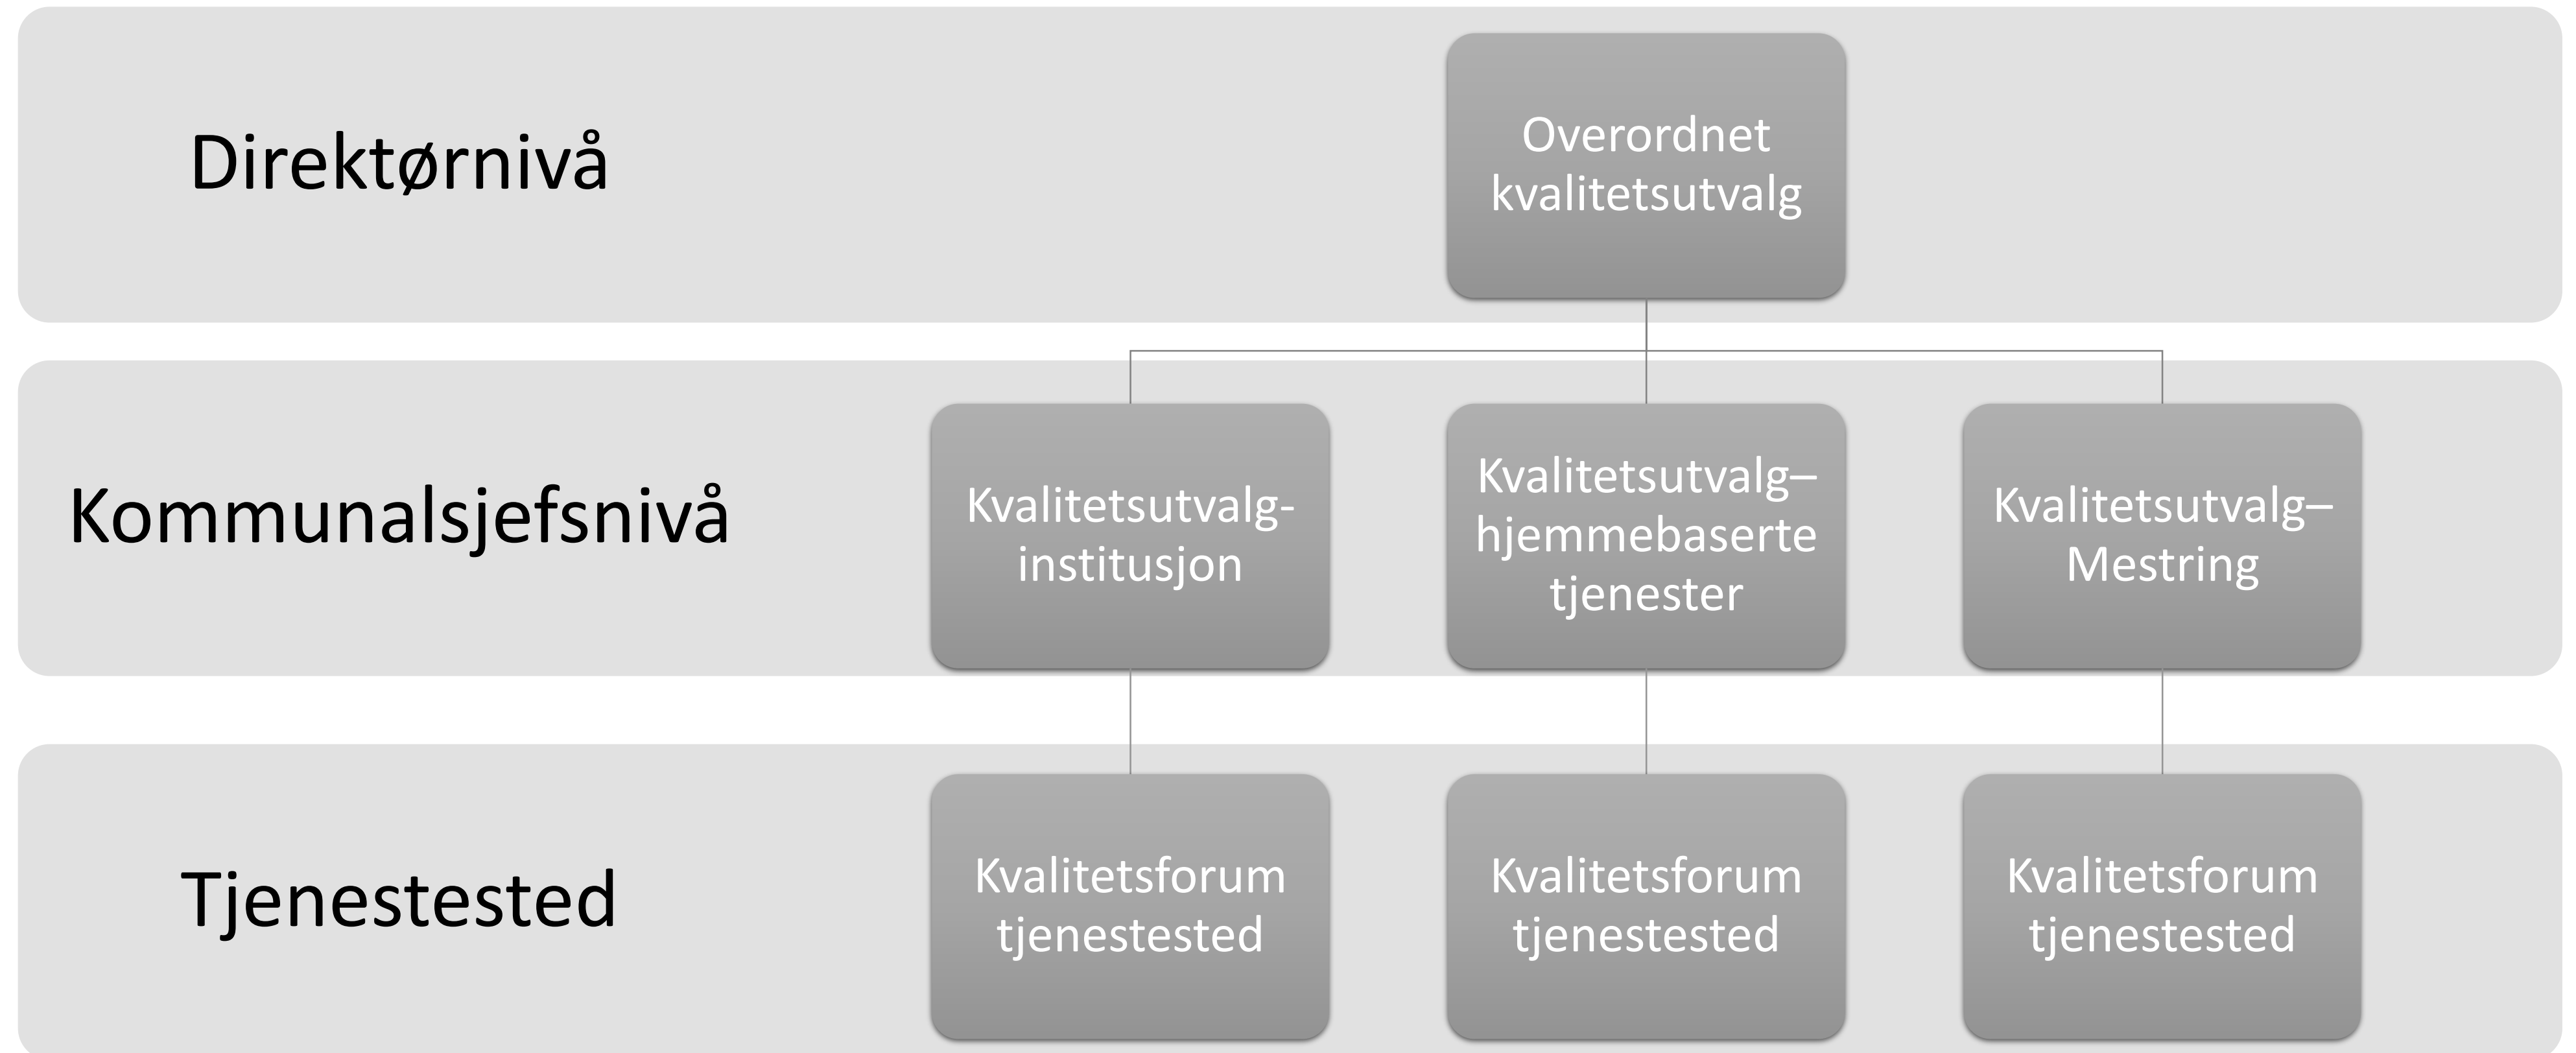 Direktørnivå
Overordnet
kvalitetsutvalg
Kommunalsjefsnivå
Kvalitetsutvalg-
institusjon
Kvalitetsutvalg–
hjemmebaserte
tjenester
Kvalitetsutvalg–
Mestring
Tjenestested
Kvalitetsforum
tjenestested
Kvalitetsforum
tjenestested
Kvalitetsforum
tjenestested